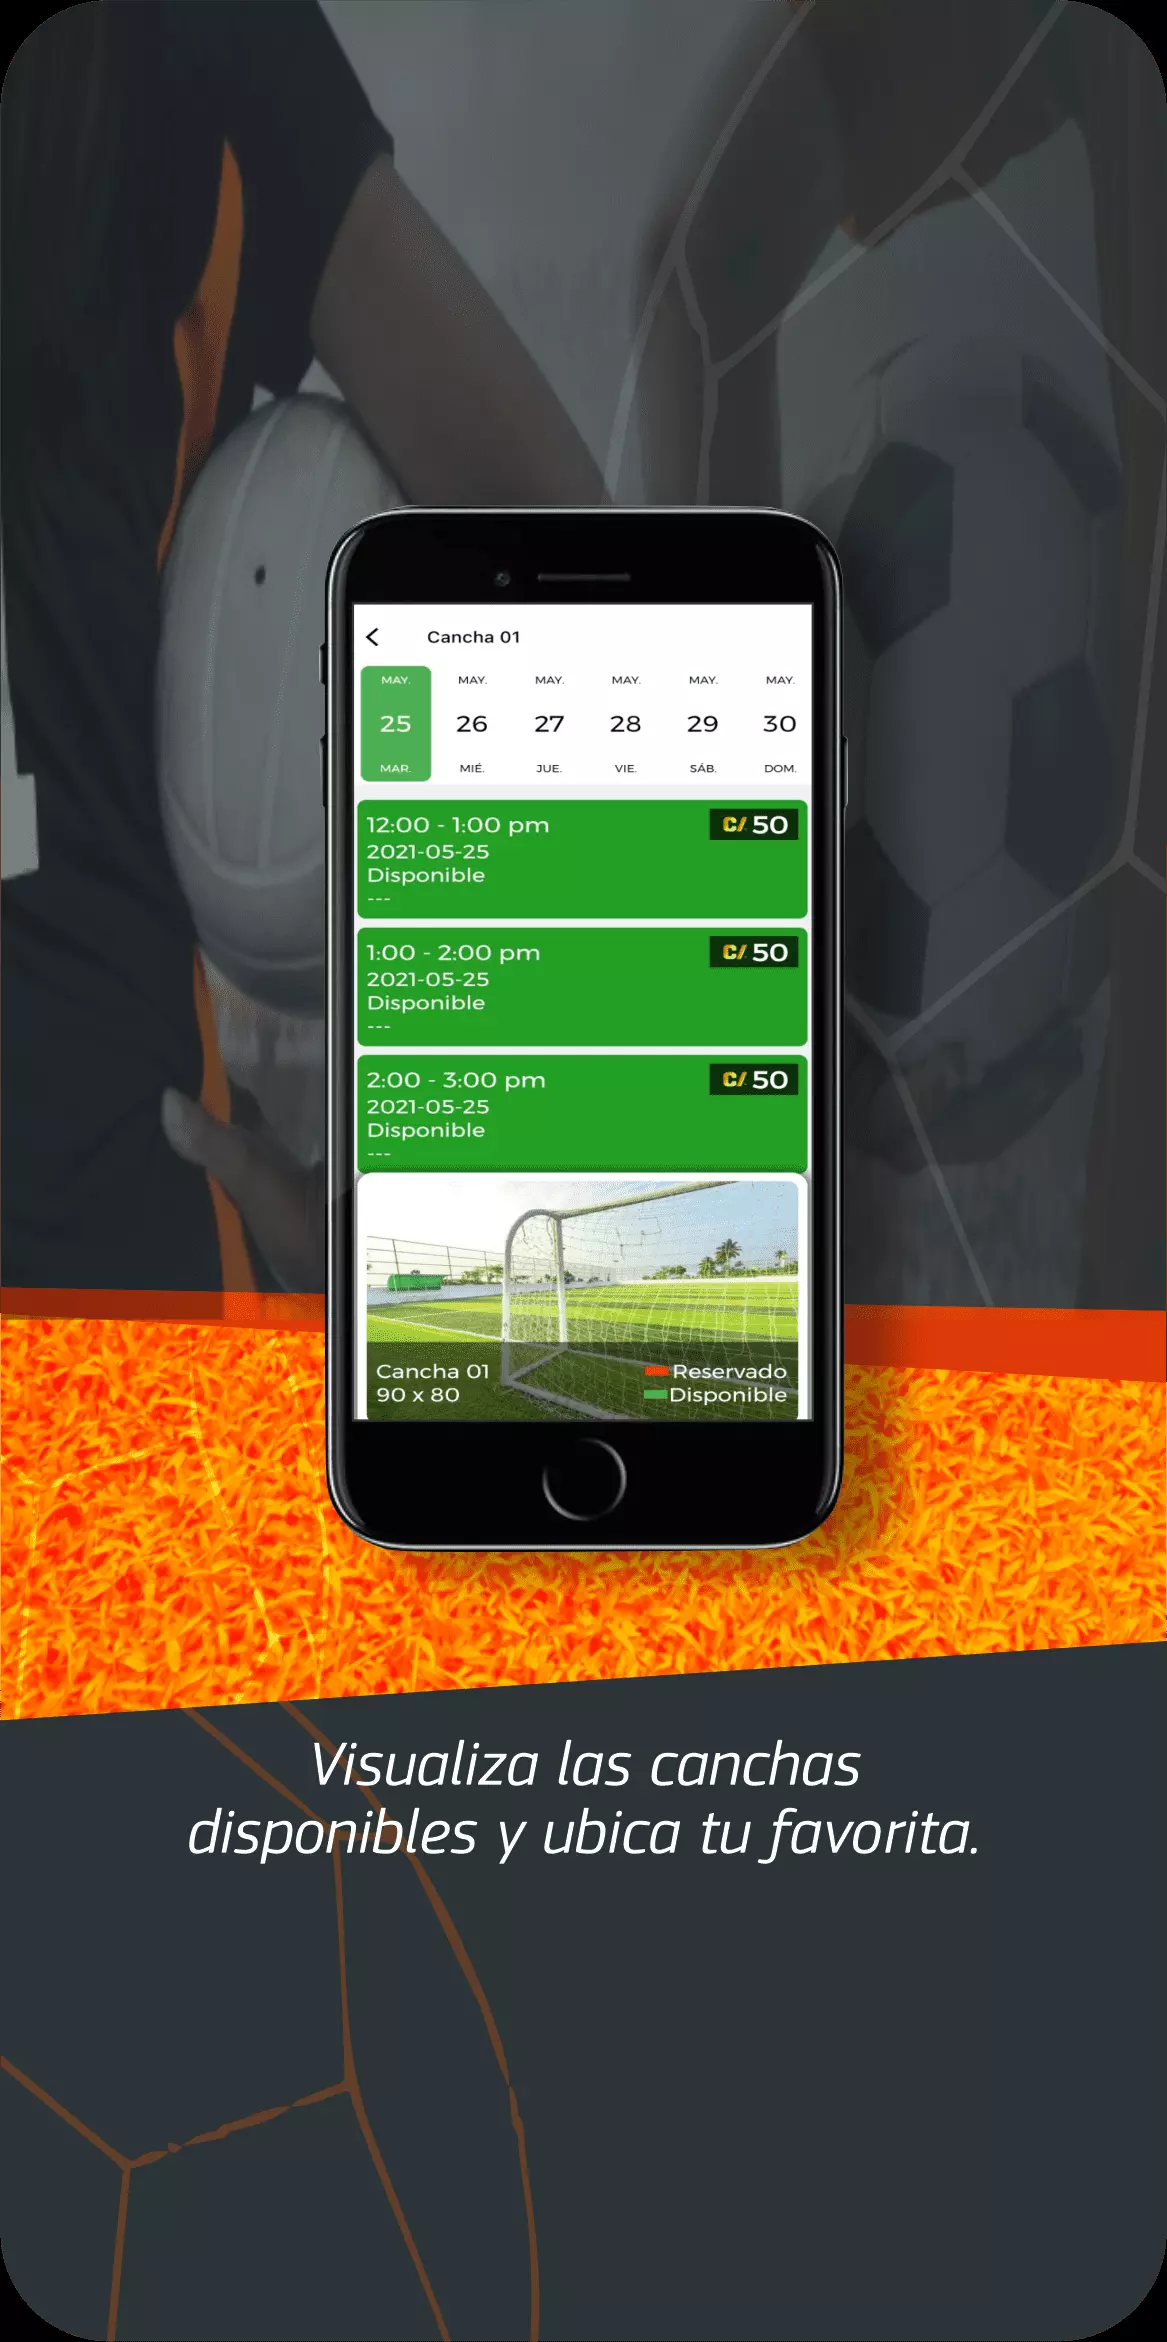 Cancha 01
MAY. MAY. MAY. MAY. MAY. MAY.
25 26 27 28 29 30
MAR. MIÉ. JUE. VIE. SÁB. DOM.
12:00 - 1:00 pm C/ 50
2021-05-25
Disponible
---
1:00 - 2:00 pm C/ 50
2021-05-25
Disponible
---
2:00 - 3:00 pm C/ 50
2021-05-25
Disponible
---
Cancha 01 Reservado
90 x 80 Disponible
Visualiza las canchas
disponibles y ubica tu favorita.